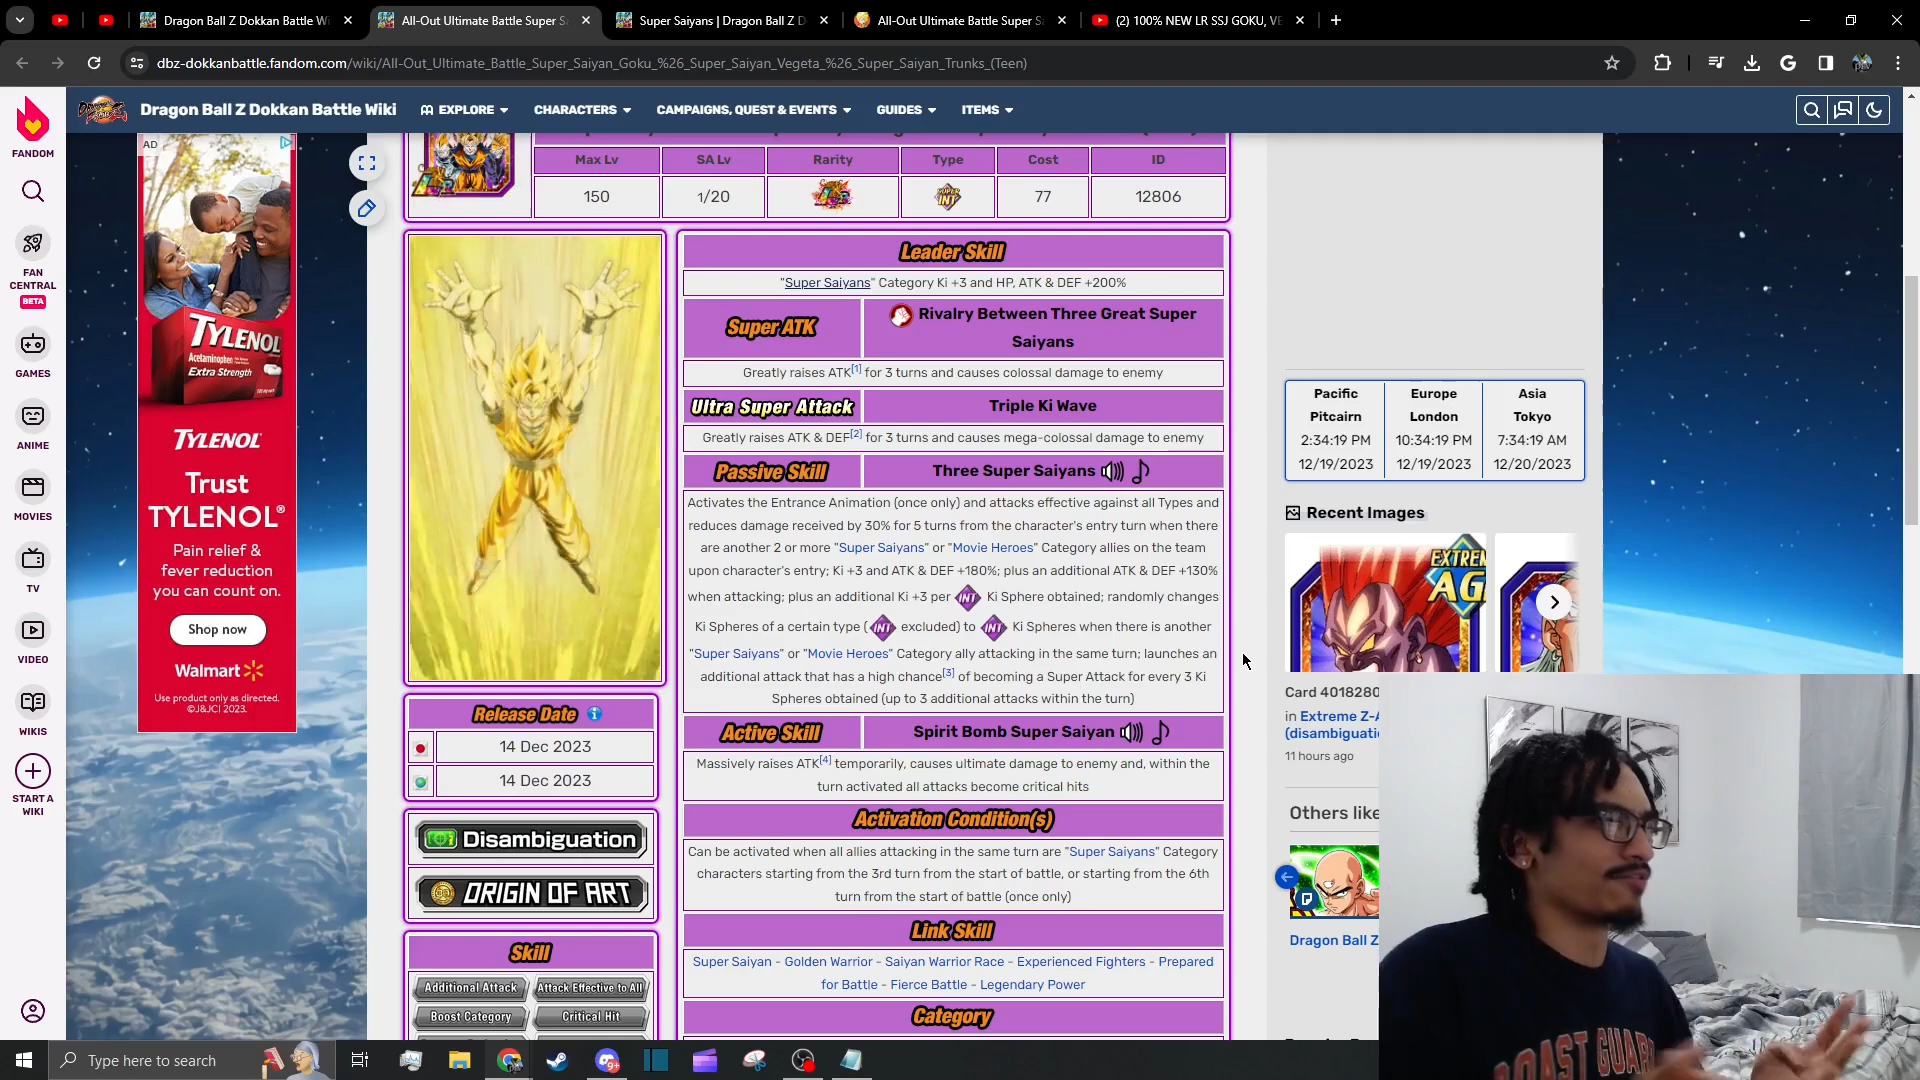 Dragon Ball Z Dokkan Battle Wi
All-Out Ultimate Battle Super S
Super Saiyans | Dragon Ball Z D
All-Out Ultimate Battle Super S
(2) 100% NEW LR SSJ GOKU, VE
dbz-dokkanbattle.fandom.com/wiki/All-Out_Ultimate_Battle_Super_Saiyan_Goku_%26_Super_Saiyan_Vegeta_%26_Super_Saiyan_Trunks_(Teen)
Dragon Ball Z Dokkan Battle Wiki
EXPLORE
CHARACTERS
CAMPAIGNS, QUEST & EVENTS
GUIDES
ITEMS
FANDOM
FAN
CENTRAL
BETA
GAMES
ANIME
MOVIES
TV
VIDEO
WIKIS
START A
WIKI
AD
TYLENOL
Acetaminophen
Extra Strength
TYLENOL
Trust
TYLENOL®
Pain relief &
fever reduction
you can count on.
Shop now
Walmart
Use product only as directed.
©J&JCI 2023.
Max Lv
SA Lv
Rarity
Type
Cost
ID
150
1/20
LR
SUPER INT
77
12806
Leader Skill
"Super Saiyans" Category Ki +3 and HP, ATK & DEF +200%
Super ATK
Rivalry Between Three Great Super
Saiyans
Greatly raises ATK[1] for 3 turns and causes colossal damage to enemy
Ultra Super Attack
Triple Ki Wave
Greatly raises ATK & DEF[2] for 3 turns and causes mega-colossal damage to enemy
Passive Skill
Three Super Saiyans
Activates the Entrance Animation (once only) and attacks effective against all Types and
reduces damage received by 30% for 5 turns from the character's entry turn when there
are another 2 or more "Super Saiyans" or "Movie Heroes" Category allies on the team
upon character's entry; Ki +3 and ATK & DEF +180%; plus an additional ATK & DEF +130%
when attacking; plus an additional Ki +3 per INT Ki Sphere obtained; randomly changes
Ki Spheres of a certain type (INT excluded) to INT Ki Spheres when there is another
"Super Saiyans" or "Movie Heroes" Category ally attacking in the same turn; launches an
additional attack that has a high chance[3] of becoming a Super Attack for every 3 Ki
Spheres obtained (up to 3 additional attacks within the turn)
Active Skill
Spirit Bomb Super Saiyan
Massively raises ATK[4] temporarily, causes ultimate damage to enemy and, within the
turn activated all attacks become critical hits
Activation Condition(s)
Can be activated when all allies attacking in the same turn are "Super Saiyans" Category
characters starting from the 3rd turn from the start of battle, or starting from the 6th
turn from the start of battle (once only)
Link Skill
Super Saiyan - Golden Warrior - Saiyan Warrior Race - Experienced Fighters - Prepared
for Battle - Fierce Battle - Legendary Power
Category
Release Date
14 Dec 2023
14 Dec 2023
Disambiguation
ORIGIN OF ART
Skill
Additional Attack
Attack Effective to All
Boost Category
Critical Hit
Pacific
Pitcairn
2:34:19 PM
12/19/2023
Europe
London
10:34:19 PM
12/19/2023
Asia
Tokyo
7:34:19 AM
12/20/2023
Recent Images
EXTREM
AG
Card 4018280
in Extreme Z-A
(disambiguati
11 hours ago
Others like
Dragon Ball Z
COAST GUAR
Type here to search
9+